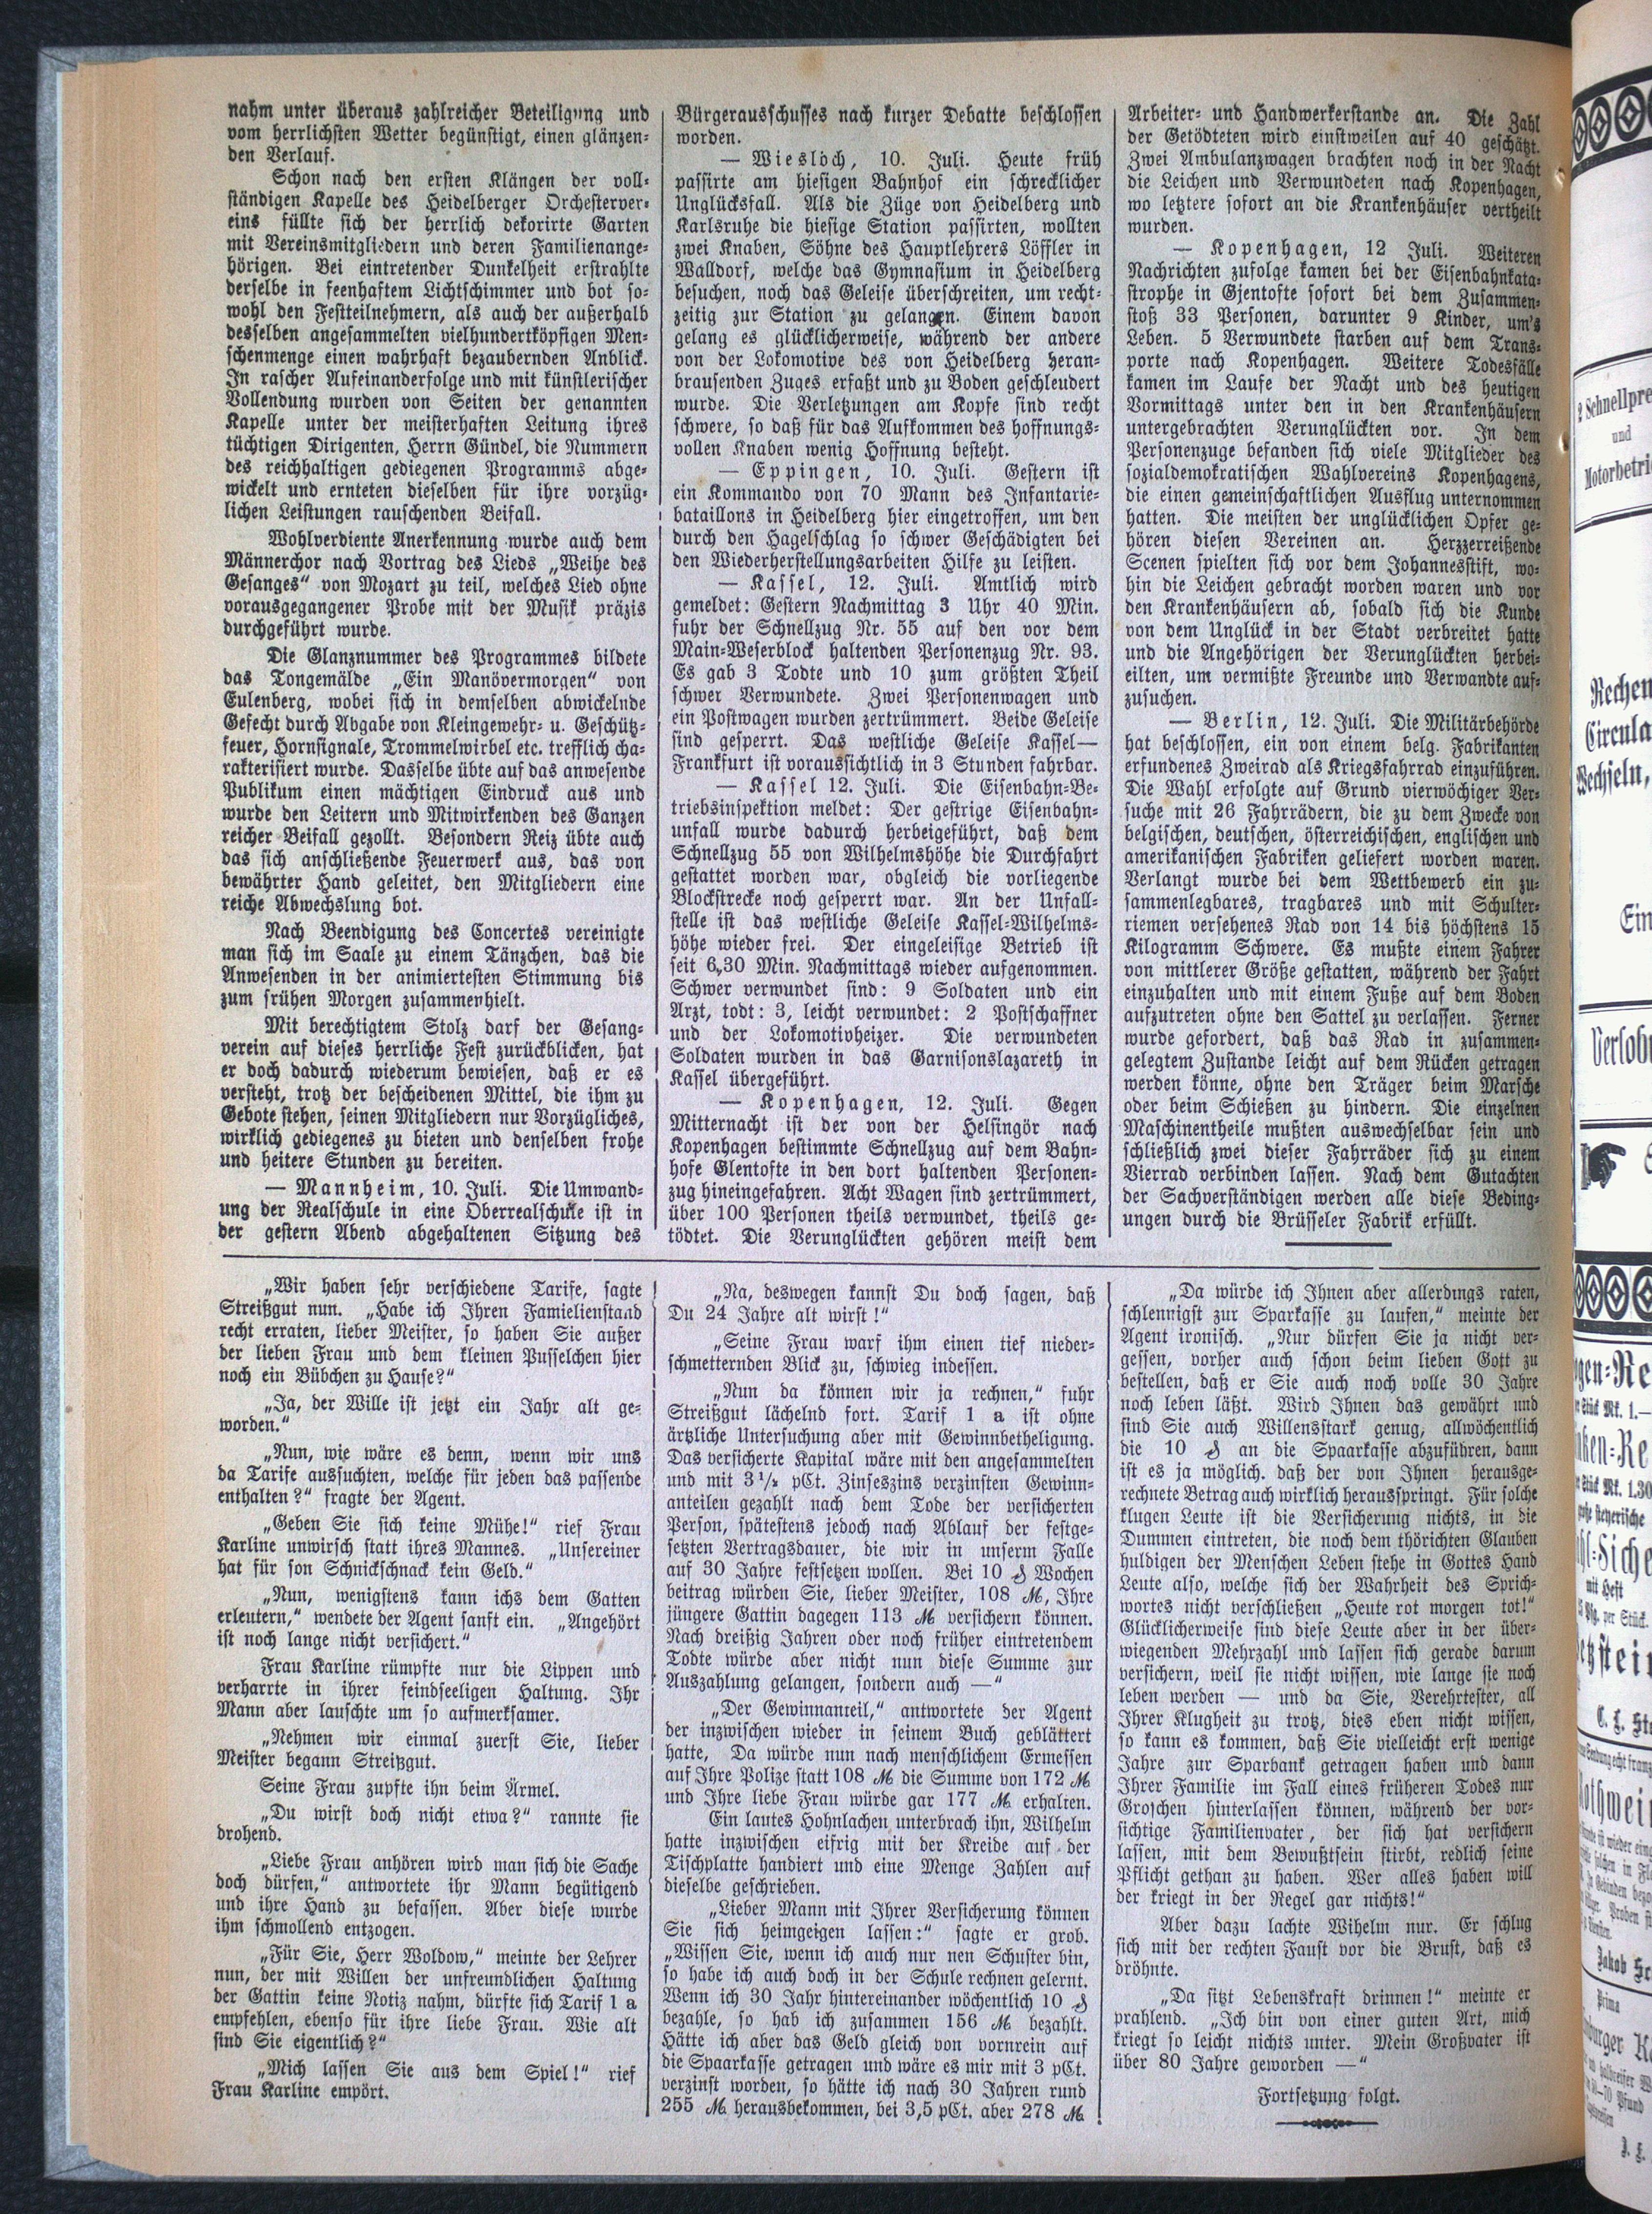 nahm unter überaus zahlreicher Beteiligung und
vom herrlichsten Wetter begünstigt, einen glänzen-
den Verlauf.
Schon nach den ersten Klängen der voll-
ständigen Kapelle des Heidelberger Orchesterver-
eins füllte sich der herrlich dekorirte Garten
mit Vereinsmitgliedern und deren Familienange-
hörigen. Bei eintretender Dunkelheit erstrahlte
derselbe in feenhaftem Lichtschimmer und bot so-
wohl den Festteilnehmern, als auch der außerhalb
desselben angesammelten vielhundertköpfigen Men-
schenmenge einen wahrhaft bezaubernden Anblick.
In rascher Aufeinanderfolge und mit künstlerischer
Vollendung wurden von Seiten der genannten
Kapelle unter der meisterhaften Leitung ihres
tüchtigen Dirigenten, Herrn Gündel, die Nummern
des reichhaltigen gediegenen Programms abge-
wickelt und ernteten dieselben für ihre vorzüg-
lichen Leistungen rauschenden Beifall.
Wohlverdiente Anerkennung wurde auch dem
Männerchor nach Vortrag des Lieds „Weihe des
Gesanges“ von Mozart zu teil, welches Lied ohne
vorausgegangener Probe mit der Musik präzis
durchgeführt wurde.
Die Glanznummer des Programmes bildete
das Tongemälde „Ein Manövermorgen“ von
Eulenberg, wobei sich in demselben abwickelnde
Gefecht durch Abgabe von Kleingewehr- u. Geschütz-
feuer, Hornsignale, Trommelwirbel etc. trefflich cha-
rakterisiert wurde. Dasselbe übte auf das anwesende
Publikum einen mächtigen Eindruck aus und
wurde den Leitern und Mitwirkenden des Ganzen
reicher Beifall gezollt. Besondern Reiz übte auch
das sich anschließende Feuerwerk aus, das von
bewährter Hand geleitet, den Mitgliedern eine
reiche Abwechslung bot.
Nach Beendigung des Concertes vereinigte
man sich im Saale zu einem Tänzchen, das die
Anwesenden in der animiertesten Stimmung bis
zum frühen Morgen zusammenhielt.
Mit berechtigtem Stolz darf der Gesang-
verein auf dieses herrliche Fest zurückblicken, hat
er doch dadurch wiederum bewiesen, daß er es
versteht, trotz der bescheidenen Mittel, die ihm zu
Gebote stehen, seinen Mitgliedern nur Vorzügliches,
wirklich gediegenes zu bieten und denselben frohe
und heitere Stunden zu bereiten.
— Mannheim, 10. Juli. Die Umwand-
ung der Realschule in eine Oberrealschule ist in
der gestern Abend abgehaltenen Sitzung des
Bürgerausschusses nach kurzer Debatte beschlossen
worden.
— Wiesloch, 10. Juli. Heute früh
passirte am hiesigen Bahnhof ein schrecklicher
Unglücksfall. Als die Züge von Heidelberg und
Karlsruhe die hiesige Station passirten, wollten
zwei Knaben, Söhne des Hauptlehrers Löffler in
Walldorf, welche das Gymnasium in Heidelberg
besuchen, noch das Geleise überschreiten, um recht-
zeitig zur Station zu gelangen. Einem davon
gelang es glücklicherweise, während der andere
von der Lokomotive des von Heidelberg heran-
brausenden Zuges erfaßt und zu Boden geschleudert
wurde. Die Verletzungen am Kopfe sind recht
schwere, so daß für das Aufkommen des hoffnungs-
vollen Knaben wenig Hoffnung besteht.
— Eppingen, 10. Juli. Gestern ist
ein Kommando von 70 Mann des Infantarie-
bataillons in Heidelberg hier eingetroffen, um den
durch den Hagelschlag so schwer Geschädigten bei
den Wiederherstellungsarbeiten Hilfe zu leisten.
— Kassel, 12. Juli. Amtlich wird
gemeldet: Gestern Nachmittag 3 Uhr 40 Min.
fuhr der Schnellzug Nr. 55 auf den vor dem
Main-Weserblock haltenden Personenzug Nr. 93.
Es gab 3 Todte und 10 zum größten Theil
schwer Verwundete. Zwei Personenwagen und
ein Postwagen wurden zertrümmert. Beide Geleise
sind gesperrt. Das westliche Geleise Kassel—
Frankfurt ist voraussichtlich in 3 Stunden fahrbar.
— Kassel 12. Juli. Die Eisenbahn-Be-
triebsinspektion meldet: Der gestrige Eisenbahn-
unfall wurde dadurch herbeigeführt, daß dem
Schnellzug 55 von Wilhelmshöhe die Durchfahrt
gestattet worden war, obgleich die vorliegende
Blockstrecke noch gesperrt war. An der Unfall-
stelle ist das westliche Geleise Kassel-Wilhelms-
höhe wieder frei. Der eingeleisige Betrieb ist
seit 6,30 Min. Nachmittags wieder aufgenommen.
Schwer verwundet sind: 9 Soldaten und ein
Arzt, todt: 3, leicht verwundet: 2 Postschaffner
und der Lokomotivheizer. Die verwundeten
Soldaten wurden in das Garnisonslazareth in
Kassel übergeführt.
— Kopenhagen, 12. Juli. Gegen
Mitternacht ist der von der Helsingör nach
Kopenhagen bestimmte Schnellzug auf dem Bahn-
hofe Glentofte in den dort haltenden Personen-
zug hineingefahren. Acht Wagen sind zertrümmert,
über 100 Personen theils verwundet, theils ge-
tödtet. Die Verunglückten gehören meist dem
Arbeiter- und Handwerkerstande an. Die Zahl
der Getödteten wird einstweilen auf 40 geschätzt.
Zwei Ambulanzwagen brachten noch in der Nacht
die Leichen und Verwundeten nach Kopenhagen,
wo letztere sofort an die Krankenhäuser vertheilt
wurden.
— Kopenhagen, 12 Juli. Weiteren
Nachrichten zufolge kamen bei der Eisenbahnkata-
strophe in Gjentofte sofort bei dem Zusammen-
stoß 33 Personen, darunter 9 Kinder, um's
Leben. 5 Verwundete starben auf dem Trans-
porte nach Kopenhagen. Weitere Todesfälle
kamen im Laufe der Nacht und des heutigen
Vormittags unter den in den Krankenhäusern
untergebrachten Verunglückten vor. In dem
Personenzuge befanden sich viele Mitglieder des
sozialdemokratischen Wahlvereins Kopenhagens,
die einen gemeinschaftlichen Ausflug unternommen
hatten. Die meisten der unglücklichen Opfer ge-
hören diesen Vereinen an. Herzzerreißende
Scenen spielten sich vor dem Johannesstift, wo-
hin die Leichen gebracht worden waren und vor
den Krankenhäusern ab, sobald sich die Kunde
von dem Unglück in der Stadt verbreitet hatte
und die Angehörigen der Verunglückten herbei-
eilten, um vermißte Freunde und Verwandte auf-
zusuchen.
— Berlin, 12. Juli. Die Militärbehörde
hat beschlossen, ein von einem belg. Fabrikanten
erfundenes Zweirad als Kriegsfahrrad einzuführen.
Die Wahl erfolgte auf Grund vierwöchiger Ver-
suche mit 26 Fahrrädern, die zu dem Zwecke von
belgischen, deutschen, österreichischen, englischen und
amerikanischen Fabriken geliefert worden waren.
Verlangt wurde bei dem Wettbewerb ein zu-
sammenlegbares, tragbares und mit Schulter-
riemen versehenes Rad von 14 bis höchstens 15
Kilogramm Schwere. Es mußte einem Fahrer
von mittlerer Größe gestatten, während der Fahrt
einzuhalten und mit einem Fuße auf dem Boden
aufzutreten ohne den Sattel zu verlassen. Ferner
wurde gefordert, daß das Rad in zusammen-
gelegtem Zustande leicht auf dem Rücken getragen
werden könne, ohne den Träger beim Marsche
oder beim Schießen zu hindern. Die einzelnen
Maschinentheile mußten auswechselbar sein und
schließlich zwei dieser Fahrräder sich zu einem
Vierrad verbinden lassen. Nach dem Gutachten
der Sachverständigen werden alle diese Beding-
ungen durch die Brüsseler Fabrik erfüllt.
„Wir haben sehr verschiedene Tarife, sagte
Streißgut nun. „Habe ich Ihren Famielienstand
recht erraten, lieber Meister, so haben Sie außer
der lieben Frau und dem kleinen Pusselchen hier
noch ein Bübchen zu Hause?“
„Ja, der Wille ist jetzt ein Jahr alt ge-
worden.“
„Nun, wie wäre es denn, wenn wir uns
da Tarife aussuchten, welche für jeden das passende
enthalten?“ fragte der Agent.
„Geben Sie sich keine Mühe!“ rief Frau
Karline unwirsch statt ihres Mannes. „Unsereiner
hat für son Schnickschnack kein Geld.“
„Nun, wenigstens kann ichs dem Gatten
erleutern,“ wendete der Agent sanft ein. „Angehört
ist noch lange nicht versichert.“
Frau Karline rümpfte nur die Lippen und
verharrte in ihrer feindseeligen Haltung. Ihr
Mann aber lauschte um so aufmerksamer.
„Nehmen wir einmal zuerst Sie, lieber
Meister begann Streißgut.
Seine Frau zupfte ihn beim Ärmel.
„Du wirst doch nicht etwa?“ rannte sie
drohend.
„Liebe Frau anhören wird man sich die Sache
doch dürfen,“ antwortete ihr Mann begütigend
und ihre Hand zu befassen. Aber diese wurde
ihm schmollend entzogen.
„Für Sie, Herr Woldow,“ meinte der Lehrer
nun, der mit Willen der unfreundlichen Haltung
der Gattin keine Notiz nahm, dürfte sich Tarif 1 a
empfehlen, ebenso für ihre liebe Frau. Wie alt
sind Sie eigentlich?“
„Mich lassen Sie aus dem Spiel!“ rief
Frau Karline empört.
„Na, deswegen kannst Du doch sagen, daß
Du 24 Jahre alt wirst!“
„Seine Frau warf ihm einen tief nieder-
schmetternden Blick zu, schwieg indessen.
„Nun da können wir ja rechnen,“ fuhr
Streißgut lächelnd fort. Tarif 1 a ist ohne
ärtzliche Untersuchung aber mit Gewinnbetheligung.
Das versicherte Kapital wäre mit den angesammelten
und mit 3½ pCt. Zinseszins verzinsten Gewinn-
anteilen gezahlt nach dem Tode der versicherten
Person, spätestens jedoch nach Ablauf der festge-
setzten Vertragsdauer, die wir in unserm Falle
auf 30 Jahre festsetzen wollen. Bei 10 ₰ Wochen
beitrag würden Sie, lieber Meister, 108 ℳ, Ihre
jüngere Gattin dagegen 113 ℳ versichern können.
Nach dreißig Jahren oder noch früher eintretendem
Todte würde aber nicht nun diese Summe zur
Auszahlung gelangen, sondern auch —“
„Der Gewinnanteil,“ antwortete der Agent
der inzwischen wieder in seinem Buch geblättert
hatte, Da würde nun nach menschlichem Ermessen
auf Ihre Polize statt 108 ℳ die Summe von 172 ℳ
und Ihre liebe Frau würde gar 177 ℳ erhalten.
Ein lautes Hohnlachen unterbrach ihn, Wilhelm
hatte inzwischen eifrig mit der Kreide auf der
Tischplatte handiert und eine Menge Zahlen auf
dieselbe geschrieben.
„Lieber Mann mit Ihrer Versicherung können
Sie sich heimgeigen lassen:“ sagte er grob.
„Wissen Sie, wenn ich auch nur nen Schuster bin,
so habe ich auch doch in der Schule rechnen gelernt.
Wenn ich 30 Jahr hintereinander wöchentlich 10 ₰
bezahle, so hab ich zusammen 156 ℳ bezahlt.
Hätte ich aber das Geld gleich von vornrein auf
die Spaarkasse getragen und wäre es mir mit 3 pCt.
verzinst worden, so hätte ich nach 30 Jahren rund
255 ℳ herausbekommen, bei 3,5 pCt. aber 278 ℳ
„Da würde ich Ihnen aber allerdings raten,
schlennigst zur Sparkasse zu laufen,“ meinte der
Agent ironisch. „Nur dürfen Sie ja nicht ver-
gessen, vorher auch schon beim lieben Gott zu
bestellen, daß er Sie auch noch volle 30 Jahre
noch leben läßt. Wird Ihnen das gewährt und
sind Sie auch Willensstark genug, allwöchentlich
die 10 ₰ an die Spaarkasse abzuführen, dann
ist es ja möglich. daß der von Ihnen herausge-
rechnete Betrag auch wirklich herausspringt. Für solche
klugen Leute ist die Versicherung nichts, in die
Dummen eintreten, die noch dem thörichten Glauben
huldigen der Menschen Leben stehe in Gottes Hand
Leute also, welche sich der Wahrheit des Sprich-
wortes nicht verschließen „Heute rot morgen tot!“
Glücklicherweise sind diese Leute aber in der über-
wiegenden Mehrzahl und lassen sich gerade darum
versichern, weil sie nicht wissen, wie lange sie noch
leben werden — und da Sie, Verehrtester, all
Ihrer Klugheit zu trotz, dies eben nicht wissen,
so kann es kommen, daß Sie vielleicht erst wenige
Jahre zur Sparbank getragen haben und dann
Ihrer Familie im Fall eines früheren Todes nur
Groschen hinterlassen können, während der vor-
sichtige Familienvater, der sich hat versichern
lassen, mit dem Bewußtsein stirbt, redlich seine
Pflicht gethan zu haben. Wer alles haben will
der kriegt in der Regel gar nichts!“
Aber dazu lachte Wihelm nur. Er schlug
sich mit der rechten Faust vor die Brust, daß es
dröhnte.
„Da sitzt Lebenskraft drinnen!“ meinte er
prahlend. „Ich bin von einer guten Art, mich
kriegt so leicht nichts unter. Mein Großvater ist
über 80 Jahre geworden —“
Fortsetzung folgt.
2 Schnellpre
und
Motorbetri
Rechen
Circula
Wechseln,
Ein
Verlob